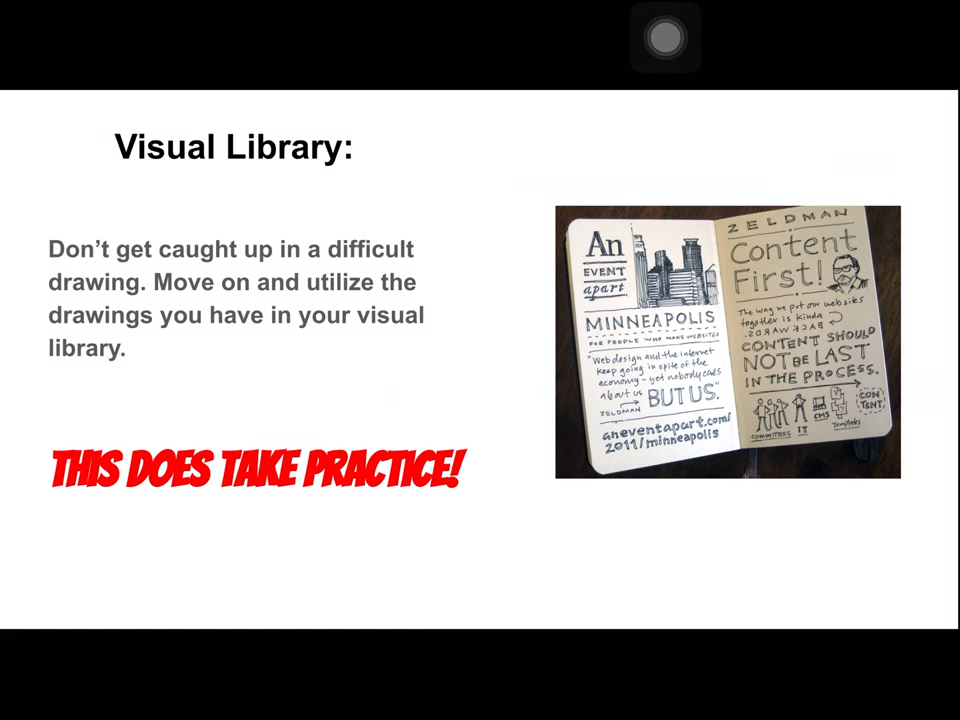 Visual Library:
Don’t get caught up in a difficult
drawing. Move on and utilize the
drawings you have in your visual
library.
THIS DOES TAKE PRACTICE!
An
EVENT
apart
MINNEAPOLIS
FOR PEOPLE WHO MAKE WEBSITES
"Web design and the internet
keep going in spite of the
economy – yet nobody cares
about us BUT US."
ZELDMAN
aneventapart.com/
2011/minneapolis
ZELDMAN
Content
First!
The way we put our websites
together is kinda
BACKWARDS.
CONTENT SHOULD
NOT BE LAST
IN THE PROCESS.
COMMITTEES
IT
CMS
Templates
CON
TENT